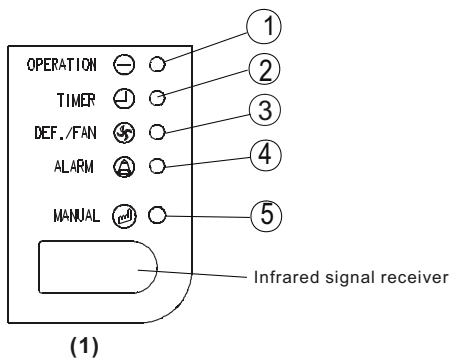 OPERATION 1
TIMER 2
DEF./FAN 3
ALARM 4
MANUAL 5
Infrared signal receiver
(1)